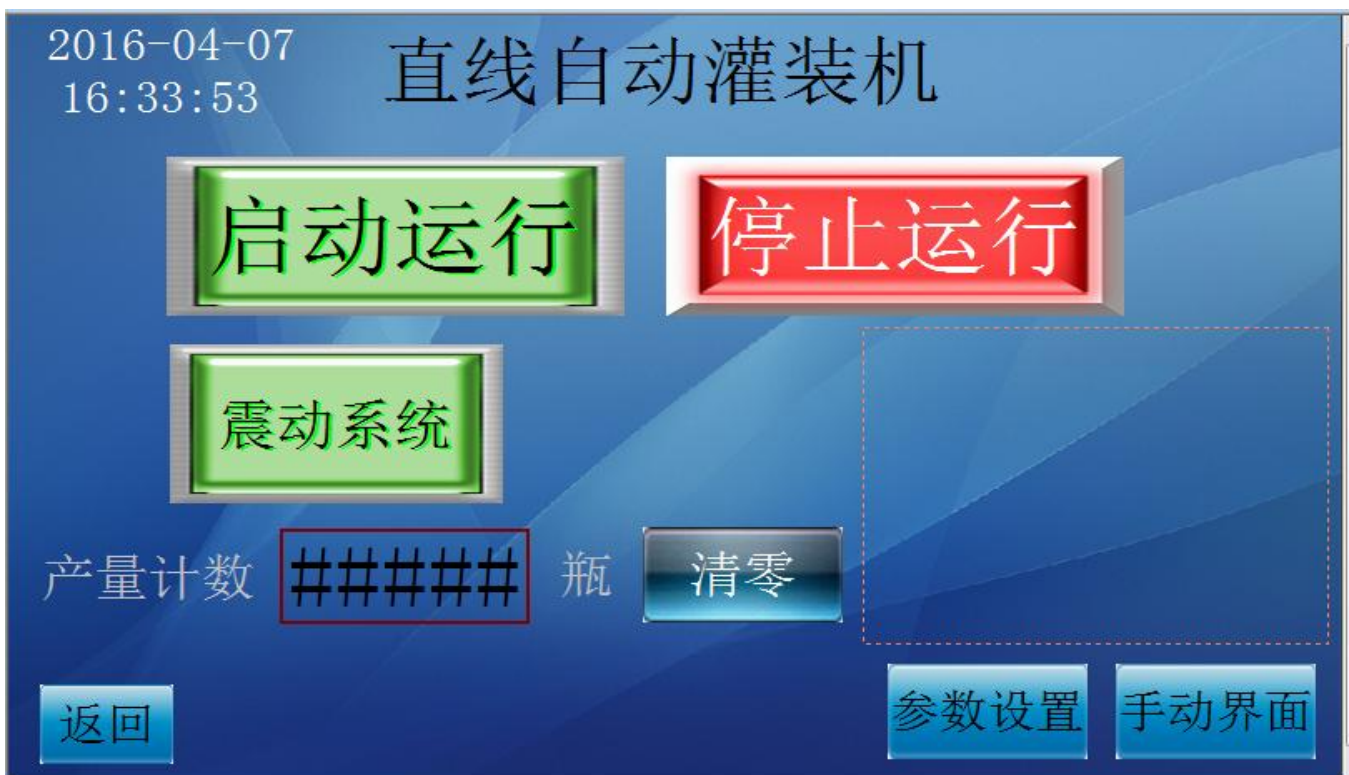 2016-04-07
16:33:53
直线自动灌装机
启动运行
停止运行
震动系统
产量计数 ##### 瓶 清零
返回
参数设置
手动界面